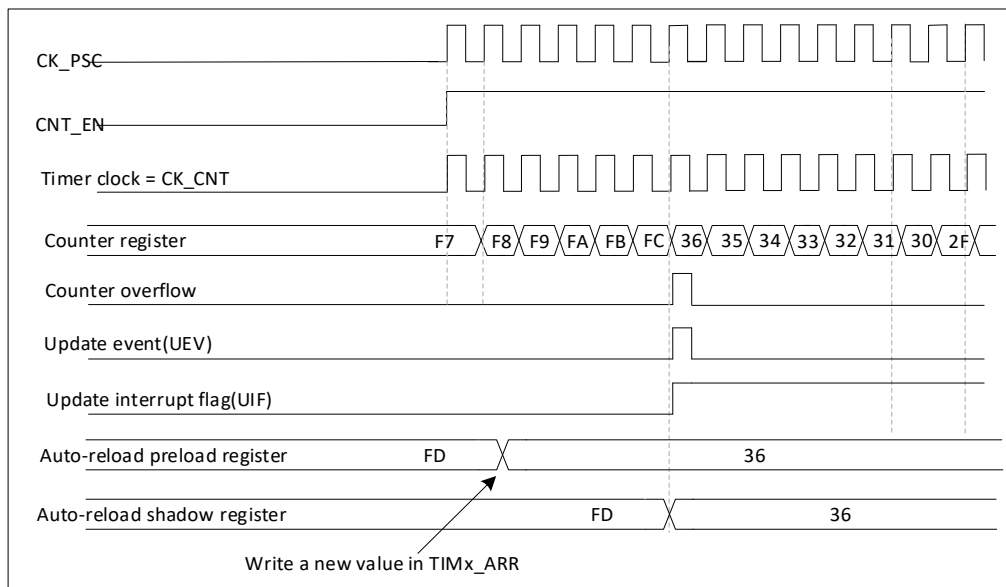 CK_PSC
CNT_EN
Timer clock = CK_CNT
Counter register F7 F8 F9 FA FB FC 36 35 34 33 32 31 30 2F
Counter overflow
Update event(UEV)
Update interrupt flag(UIF)
Auto-reload preload register FD 36
Auto-reload shadow register FD 36
Write a new value in TIMx_ARR